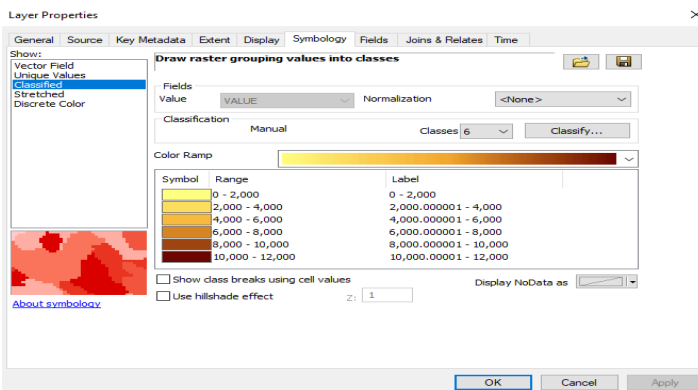 Layer Properties
General Source Key Metadata Extent Display Symbology Fields Joins & Relates Time
Show:
Vector Field
Unique Values
Classified
Stretched
Discrete Color
About symbology
Draw raster grouping values into classes
Fields
Value VALUE Normalization <None>
Classification
Manual Classes 6 Classify...
Color Ramp
Symbol Range Label
0 - 2,000 0 - 2,000
2,000 - 4,000 2,000.000001 - 4,000
4,000 - 6,000 4,000.000001 - 6,000
6,000 - 8,000 6,000.000001 - 8,000
8,000 - 10,000 8,000.000001 - 10,000
10,000 - 12,000 10,000.00001 - 12,000
Show class breaks using cell values Display NoData as
Use hillshade effect Z: 1
OK Cancel Apply